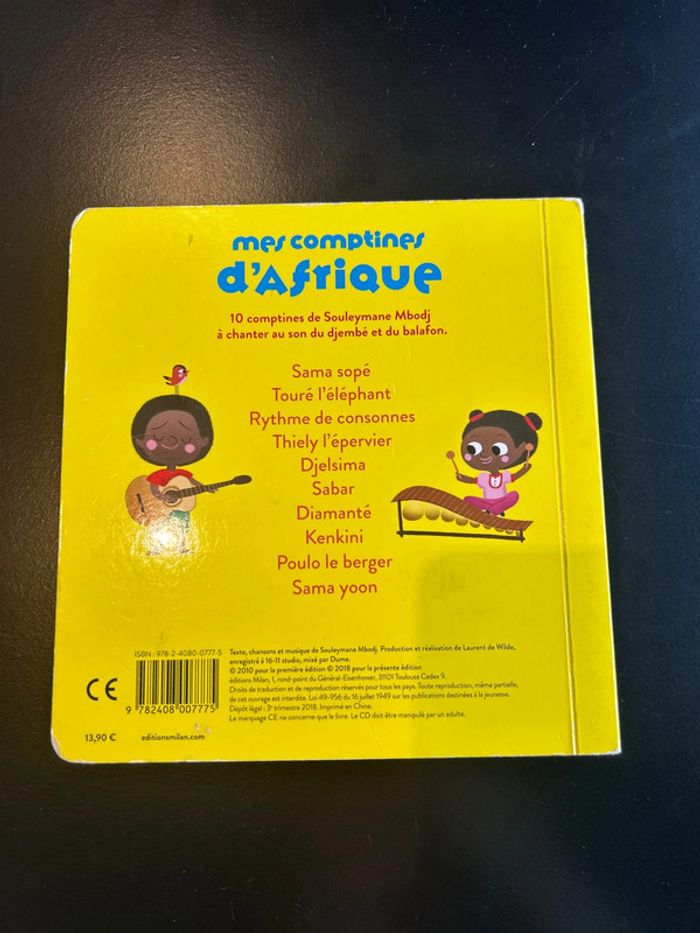 mes comptines
d'Afrique
10 comptines de Souleymane Mbodj
à chanter au son du djembé et du balafon.
Sama sopé
Touré l'éléphant
Rythme de consonnes
Thiely l'épervier
Djelsima
Sabar
Diamanté
Kenkini
Poulo le berger
Sama yoon
ISBN : 978-2-4080-0777-5
Texte, chansons et musique de Souleymane Mbodj. Production et réalisation de Laurent de Wilde,
enregistré à 16-11 studio, mixé par Dume.
© 2010 pour la première édition © 2018 pour la présente édition
éditions Milan, 1, rond-point du Général-Eisenhower, 31101 Toulouse Cedex 9.
Droits de traduction et de reproduction réservés pour tous les pays. Toute reproduction, même partielle,
de cet ouvrage est interdite. Loi 49-956 du 16 juillet 1949 sur les publications destinées à la jeunesse.
Dépôt légal : 3e trimestre 2018. Imprimé en Chine.
Le marquage CE ne concerne que le livre. Le CD doit être manipulé par un adulte.
CE
9 782408 007775
13,90 €
editionsmilan.com